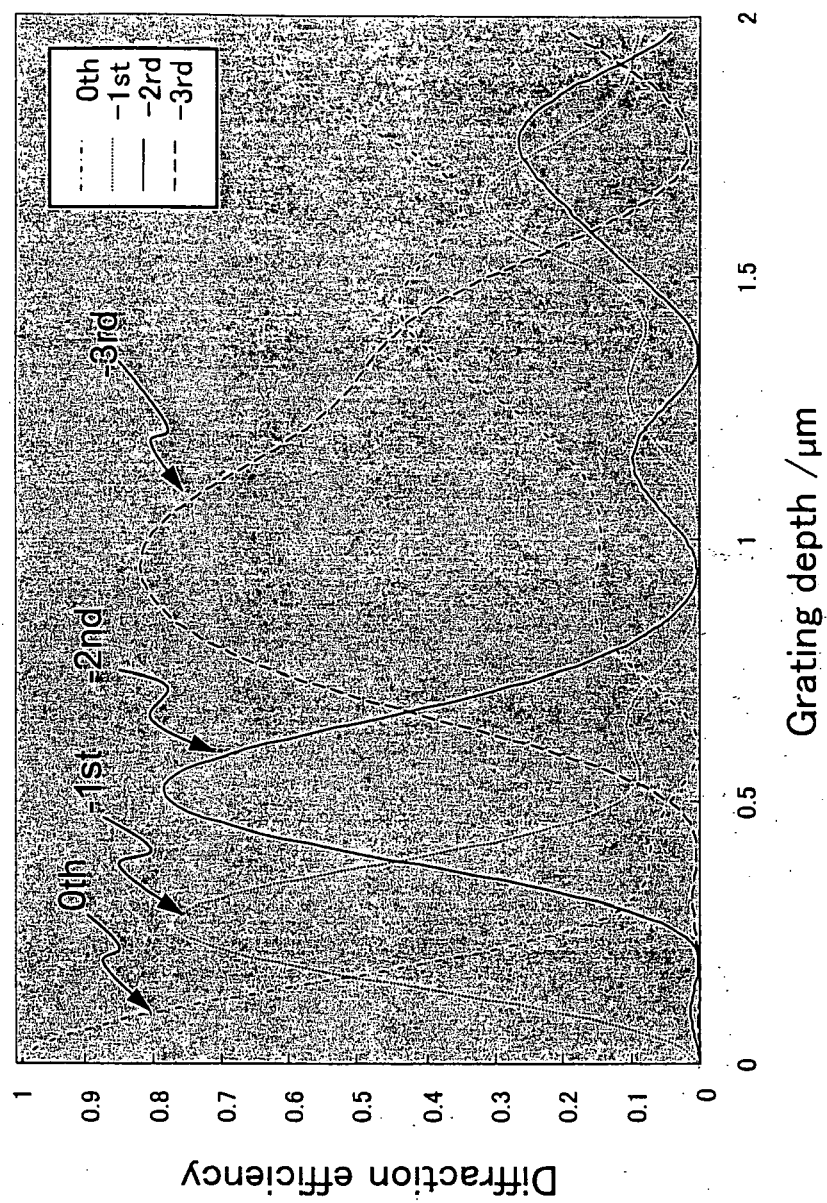 0th
-1st
-2rd
-3rd
0th
-1st
-2nd
-3rd
1
0.9
0.8
0.7
0.6
0.5
0.4
0.3
0.2
0.1
0
Diffraction efficiency
0
0.5
1
1.5
2
Grating depth /μm